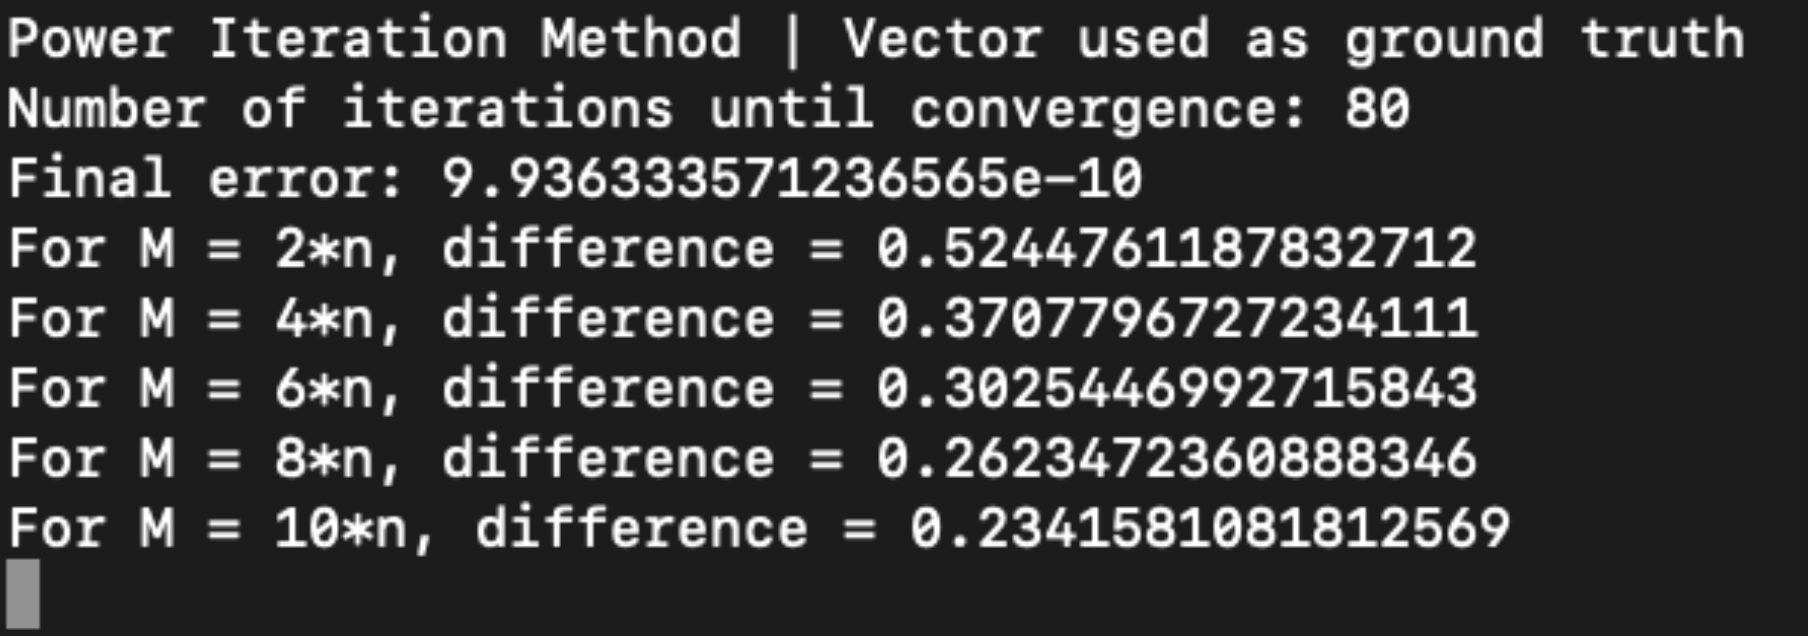 Power Iteration Method | Vector used as ground truth
Number of iterations until convergence: 80
Final error: 9.936333571236565e-10
For M = 2*n, difference = 0.5244761187832712
For M = 4*n, difference = 0.3707796727234111
For M = 6*n, difference = 0.3025446992715843
For M = 8*n, difference = 0.2623472360888346
For M = 10*n, difference = 0.2341581081812569